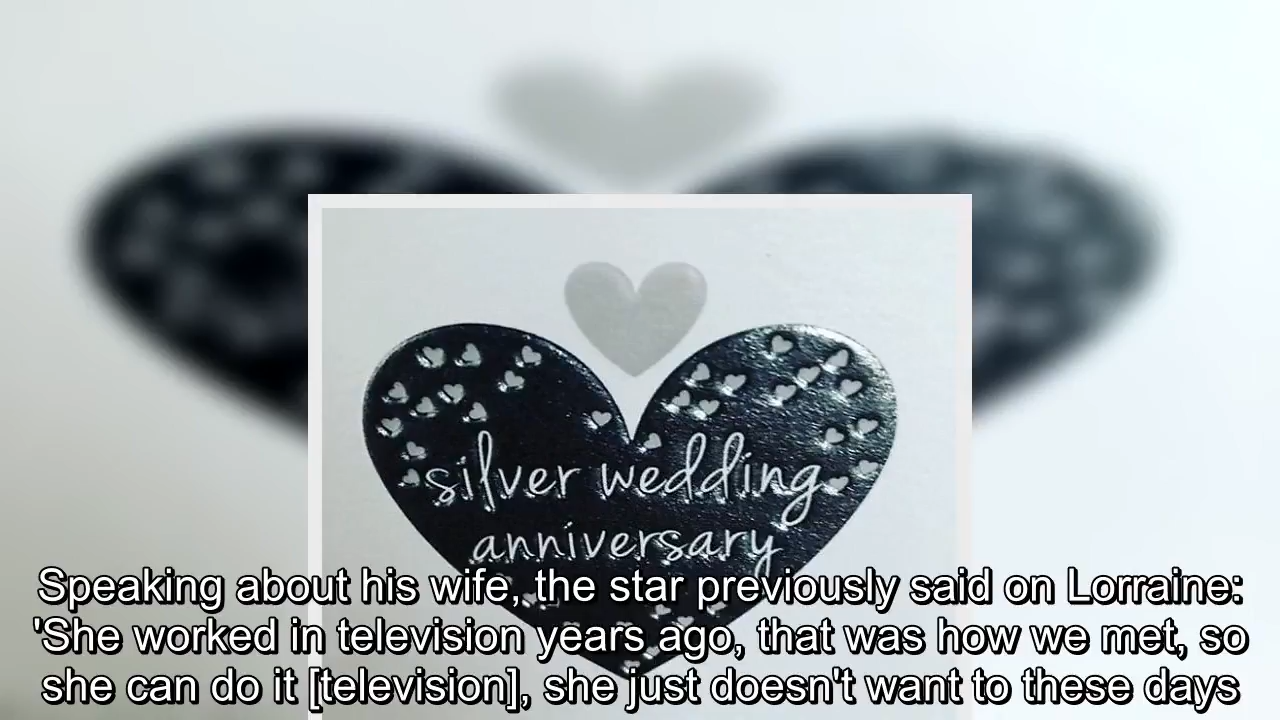 silver wedding
anniversary
Speaking about his wife, the star previously said on Lorraine:
'She worked in television years ago, that was how we met, so
she can do it [television], she just doesn't want to these days